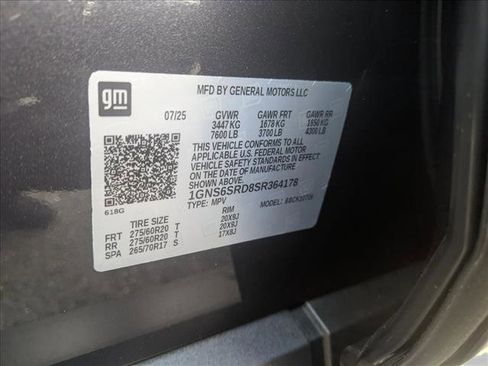 gm
MFD BY GENERAL MOTORS LLC
07/25 GVWR GAWR FRT GAWR RR
3447 KG 1678 KG 1950 KG
7600 LB 3700 LB 4300 LB
THIS VEHICLE CONFORMS TO ALL
APPLICABLE U.S. FEDERAL MOTOR
VEHICLE SAFETY STANDARDS IN EFFECT
ON THE DATE OF MANUFACTURE
SHOWN ABOVE.
1GNS6SRD8SR364178
TYPE: MPV MODEL:
618G
TIRE SIZE RIM
FRT 275/60R20 T 20X9J
RR 275/60R20 T 20X9J
SPA 265/70R17 S 17X8J